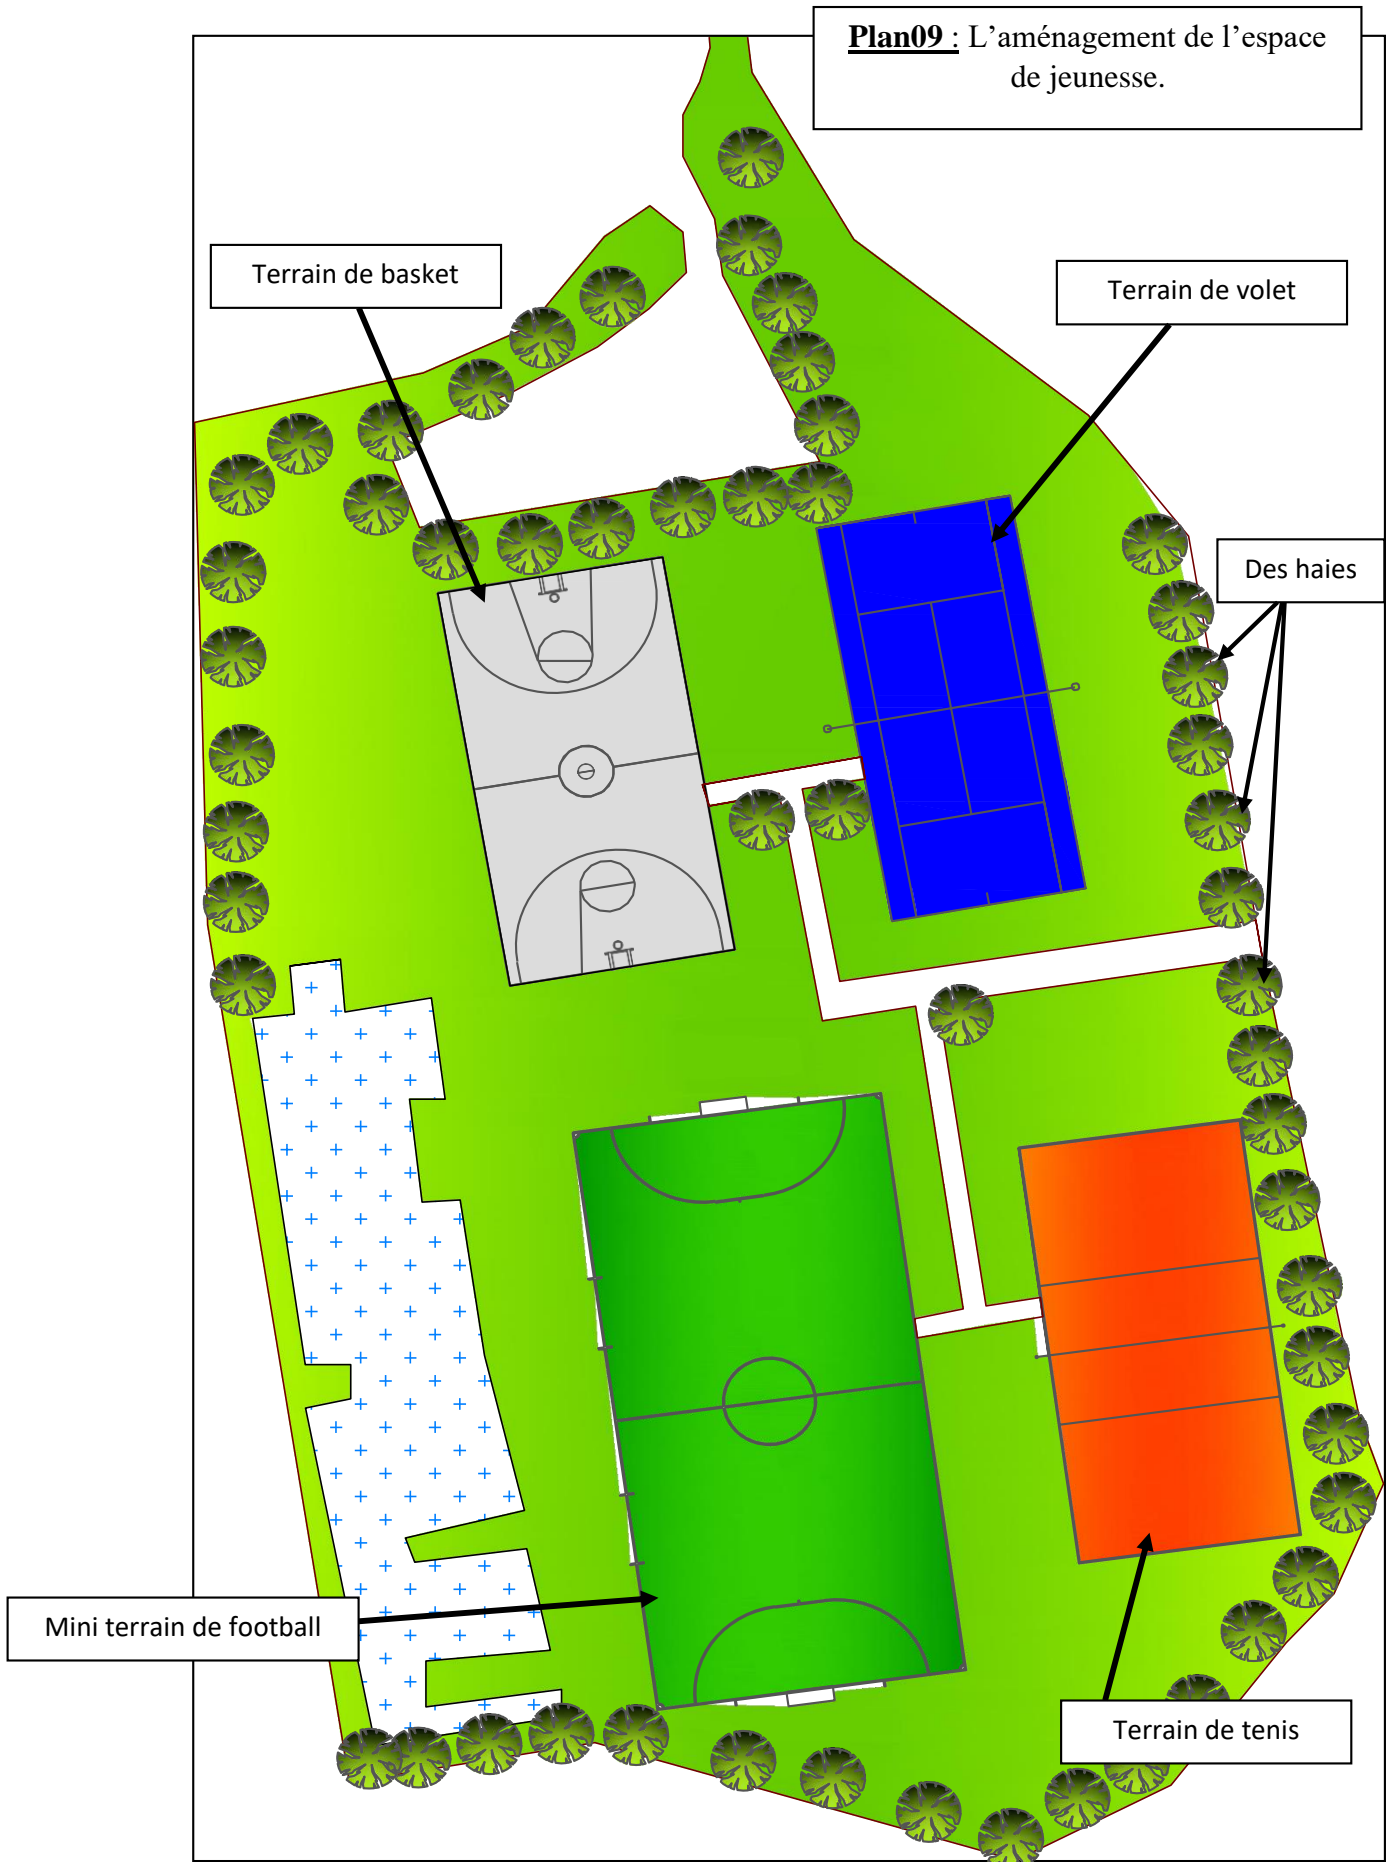 Plan09 : L’aménagement de l’espace
de jeunesse.
Terrain de basket
Terrain de volet
Des haies
Mini terrain de football
Terrain de tenis